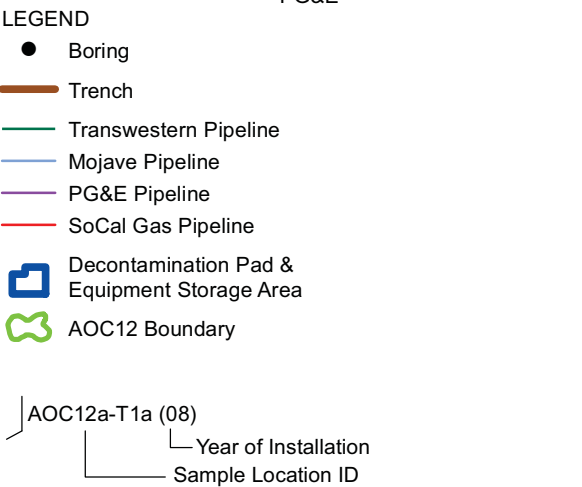 PG&E
LEGEND
Boring
Trench
Transwestern Pipeline
Mojave Pipeline
PG&E Pipeline
SoCal Gas Pipeline
Decontamination Pad &
Equipment Storage Area
AOC12 Boundary
AOC12a-T1a (08)
Year of Installation
Sample Location ID